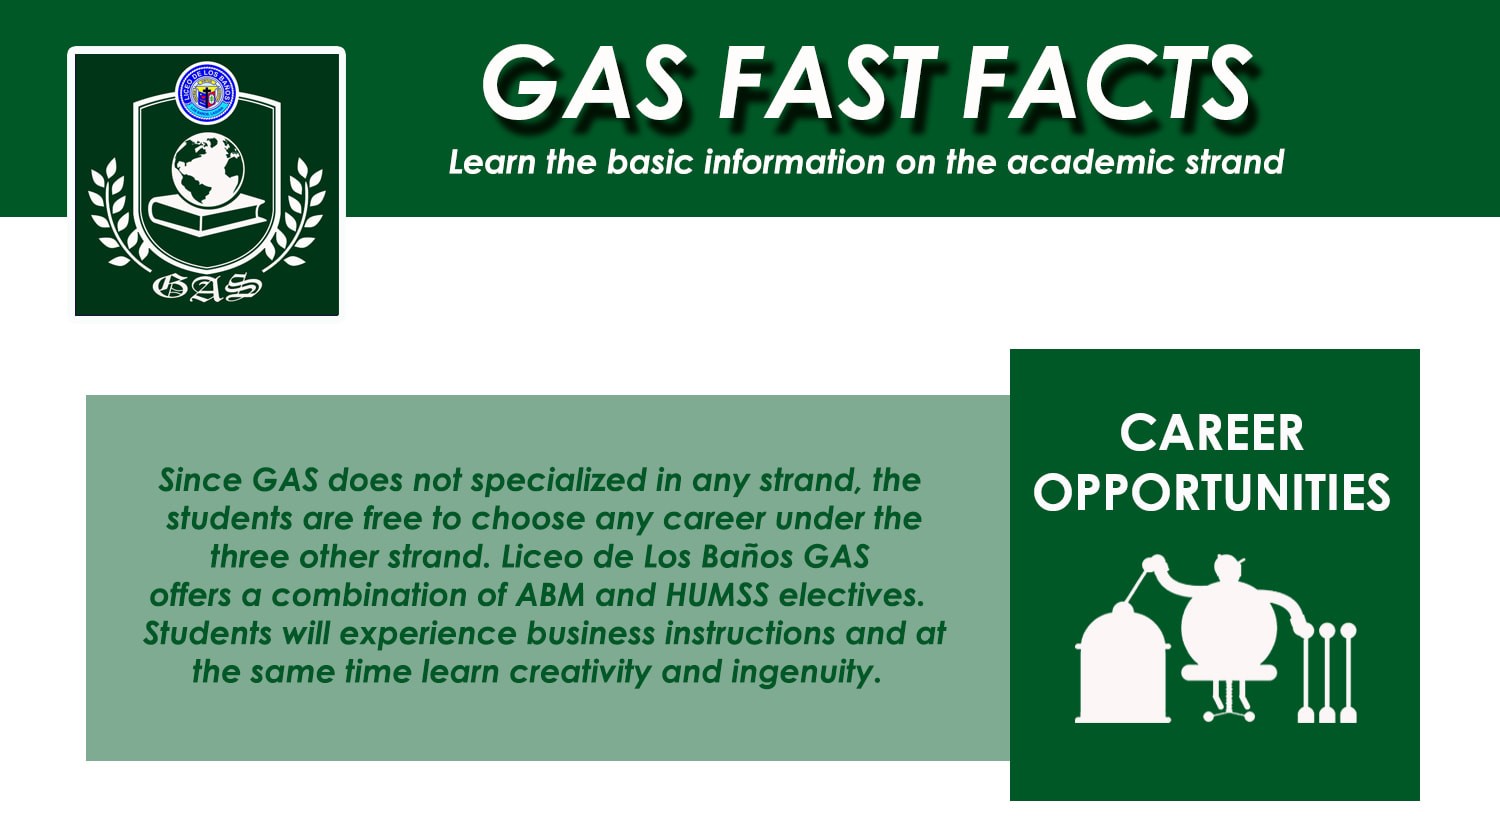 GAS FAST FACTS
Learn the basic information on the academic strand
LICEO DE LOS BAÑOS
GAS
Since GAS does not specialized in any strand, the
students are free to choose any career under the
three other strand. Liceo de Los Baños GAS
offers a combination of ABM and HUMSS electives.
Students will experience business instructions and at
the same time learn creativity and ingenuity.
CAREER
OPPORTUNITIES